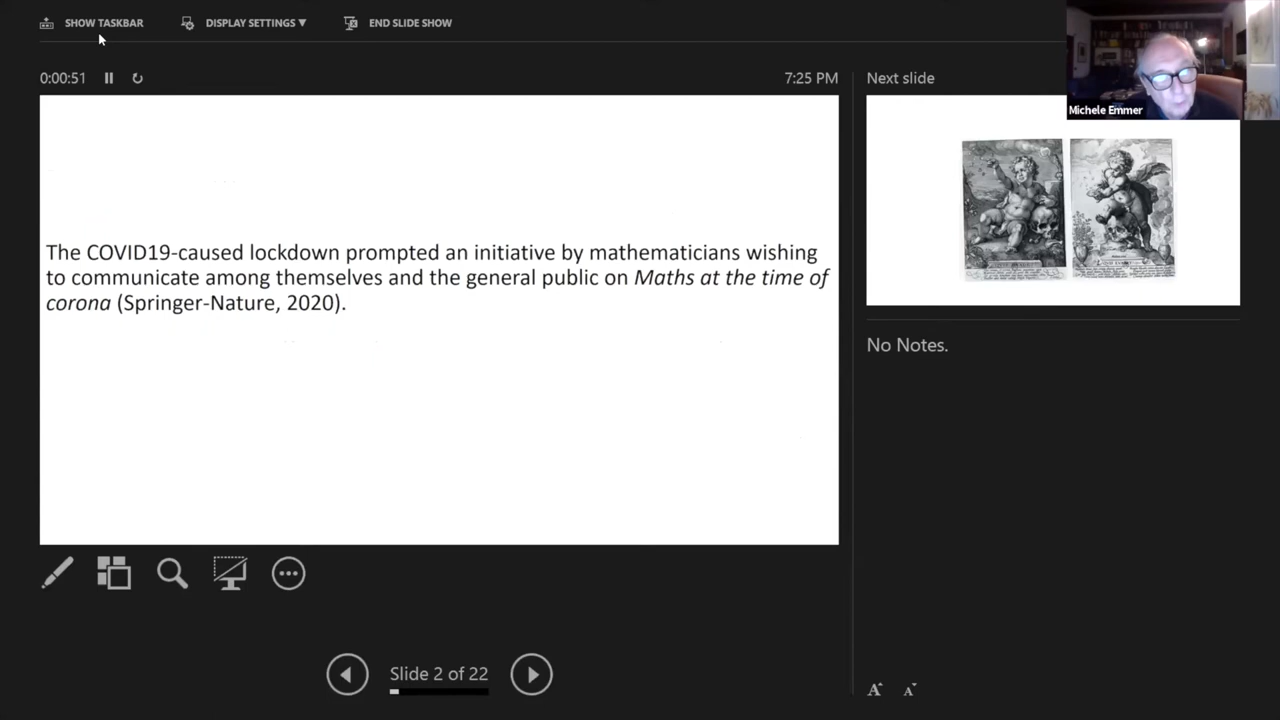 SHOW TASKBAR
DISPLAY SETTINGS ▼
END SLIDE SHOW
0:00:51
7:25 PM
Next slide
Michele Emmer
The COVID19-caused lockdown prompted an initiative by mathematicians wishing
to communicate among themselves and the general public on Maths at the time of
corona (Springer-Nature, 2020).
No Notes.
Slide 2 of 22
A A